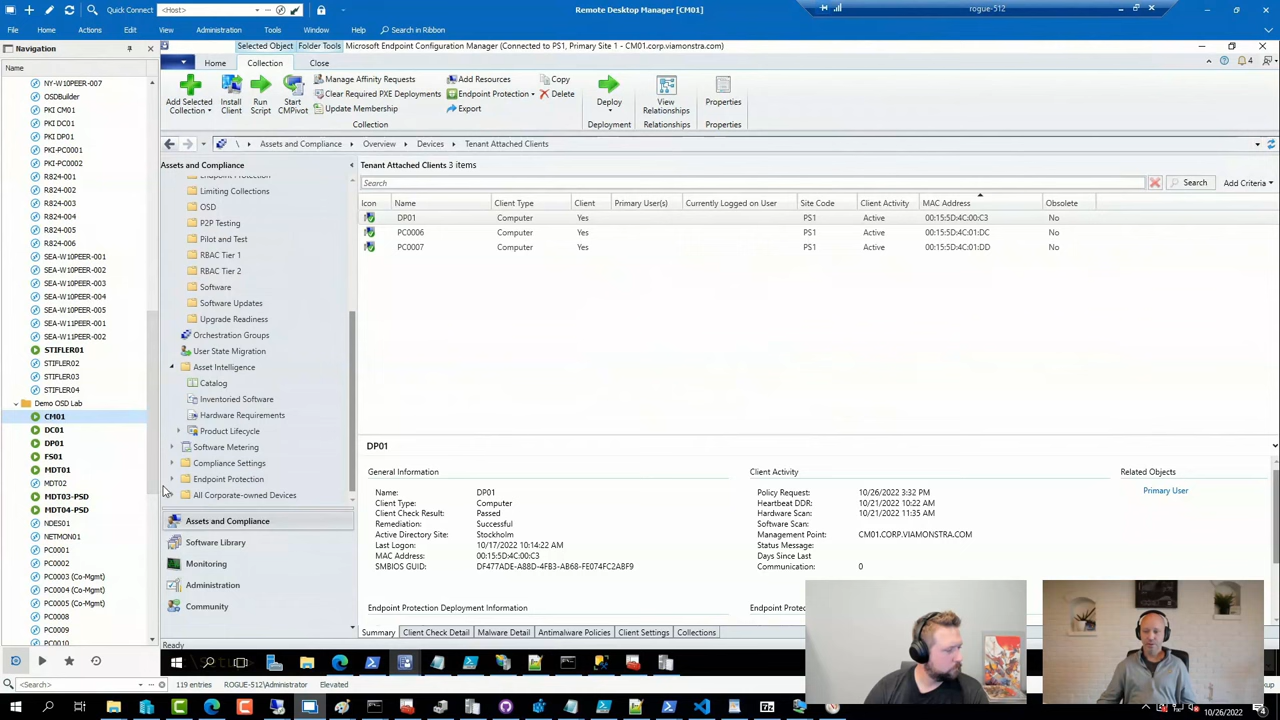 Quick Connect <Host>
Remote Desktop Manager [CM01]
rogue-512
File Home Actions Edit View Administration Tools Window Help Search in Ribbon
Navigation
Name
NY-W10PEER-007
OSDBuilder
PKI CM01
PKI DC01
PKI DP01
PKI-PC0001
PKI-PC0002
R824-001
R824-002
R824-003
R824-004
R824-005
R824-006
SEA-W10PEER-001
SEA-W10PEER-002
SEA-W10PEER-003
SEA-W10PEER-004
SEA-W10PEER-005
SEA-W11PEER-001
SEA-W11PEER-002
STIFLER01
STIFLER02
STIFLER03
STIFLER04
Demo OSD Lab
CM01
DC01
DP01
FS01
MDT01
MDT02
MDT03-PSD
MDT04-PSD
NDES01
NETMON01
PC0001
PC0002
PC0003 (Co-Mgmt)
PC0004 (Co-Mgmt)
PC0005 (Co-Mgmt)
PC0008
PC0009
PC0010
<Search>
Selected Object Folder Tools Microsoft Endpoint Configuration Manager (Connected to PS1, Primary Site 1 - CM01.corp.viamonstra.com)
Home Collection Close
4
Add Selected Collection
Install Client
Run Script
Start CMPivot
Manage Affinity Requests
Clear Required PXE Deployments
Update Membership
Add Resources
Endpoint Protection
Export
Copy
Delete
Deploy
View Relationships
Properties
Collection Deployment Relationships Properties
\ Assets and Compliance Overview Devices Tenant Attached Clients
Assets and Compliance
Endpoint Protection
Limiting Collections
OSD
P2P Testing
Pilot and Test
RBAC Tier 1
RBAC Tier 2
Software
Software Updates
Upgrade Readiness
Orchestration Groups
User State Migration
Asset Intelligence
Catalog
Inventoried Software
Hardware Requirements
Product Lifecycle
Software Metering
Compliance Settings
Endpoint Protection
All Corporate-owned Devices
Assets and Compliance
Software Library
Monitoring
Administration
Community
Ready
Tenant Attached Clients 3 items
Search Search Add Criteria
Icon Name Client Type Client Primary User(s) Currently Logged on User Site Code Client Activity MAC Address Obsolete
DP01 Computer Yes PS1 Active 00:15:5D:4C:00:C3 No
PC0006 Computer Yes PS1 Active 00:15:5D:4C:01:DC No
PC0007 Computer Yes PS1 Active 00:15:5D:4C:01:DD No
DP01
General Information
Name: DP01
Client Type: Computer
Client Check Result: Passed
Remediation: Successful
Active Directory Site: Stockholm
Last Logon: 10/17/2022 10:14:22 AM
MAC Address: 00:15:5D:4C:00:C3
SMBIOS GUID: DF477ADE-A88D-4FB3-AB68-FE074FC2ABF9
Client Activity
Policy Request: 10/26/2022 3:32 PM
Heartbeat DDR: 10/21/2022 10:22 AM
Hardware Scan: 10/21/2022 11:35 AM
Software Scan:
Management Point: CM01.CORP.VIAMONSTRA.COM
Status Message:
Days Since Last
Communication: 0
Related Objects
Primary User
Endpoint Protection Deployment Information
Summary Client Check Detail Malware Detail Antimalware Policies Client Settings Collections
119 entries ROGUE-512\Administrator Elevated
10/26/2022